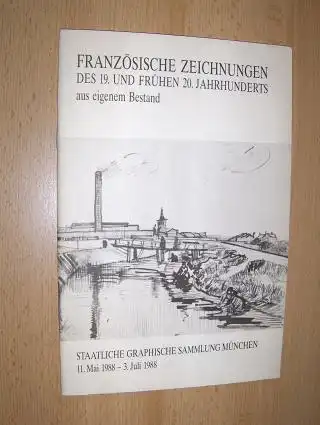 FRANZÖSISCHE ZEICHNUNGEN
DES 19. UND FRÜHEN 20. JAHRHUNDERTS
aus eigenem Bestand
STAATLICHE GRAPHISCHE SAMMLUNG MÜNCHEN
11. Mai 1988 – 3. Juli 1988